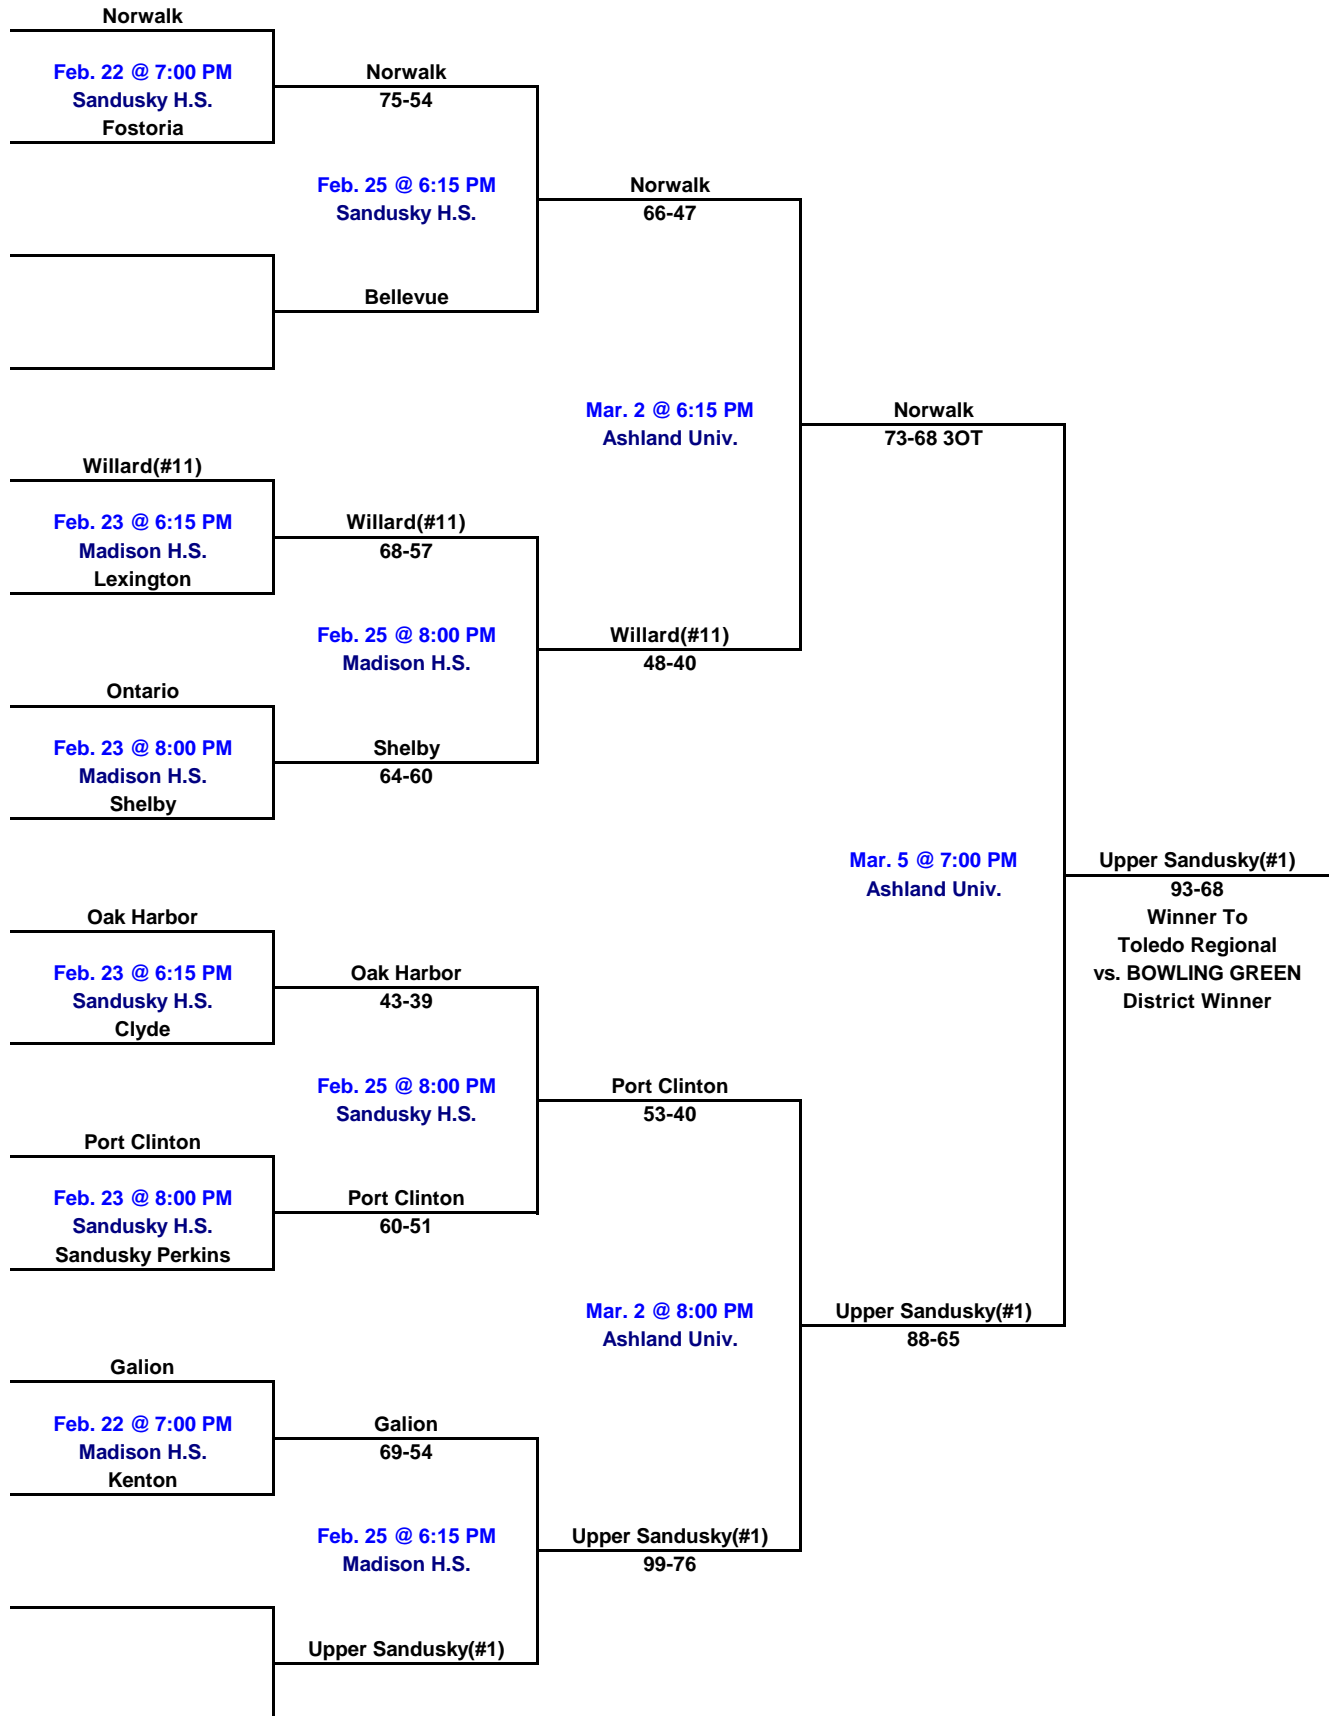 Norwalk
Feb. 22 @ 7:00 PM
Sandusky H.S.
Fostoria
Norwalk
75-54
Feb. 25 @ 6:15 PM
Sandusky H.S.
Bellevue
Norwalk
66-47
Willard(#11)
Feb. 23 @ 6:15 PM
Madison H.S.
Lexington
Willard(#11)
68-57
Feb. 25 @ 8:00 PM
Madison H.S.
Ontario
Feb. 23 @ 8:00 PM
Madison H.S.
Shelby
Shelby
64-60
Willard(#11)
48-40
Mar. 2 @ 6:15 PM
Ashland Univ.
Norwalk
73-68 3OT
Oak Harbor
Feb. 23 @ 6:15 PM
Sandusky H.S.
Clyde
Oak Harbor
43-39
Feb. 25 @ 8:00 PM
Sandusky H.S.
Port Clinton
Feb. 23 @ 8:00 PM
Sandusky H.S.
Sandusky Perkins
Port Clinton
60-51
Port Clinton
53-40
Mar. 2 @ 8:00 PM
Ashland Univ.
Galion
Feb. 22 @ 7:00 PM
Madison H.S.
Kenton
Galion
69-54
Feb. 25 @ 6:15 PM
Madison H.S.
Upper Sandusky(#1)
Upper Sandusky(#1)
99-76
Upper Sandusky(#1)
88-65
Mar. 5 @ 7:00 PM
Ashland Univ.
Upper Sandusky(#1)
93-68
Winner To
Toledo Regional
vs. BOWLING GREEN
District Winner